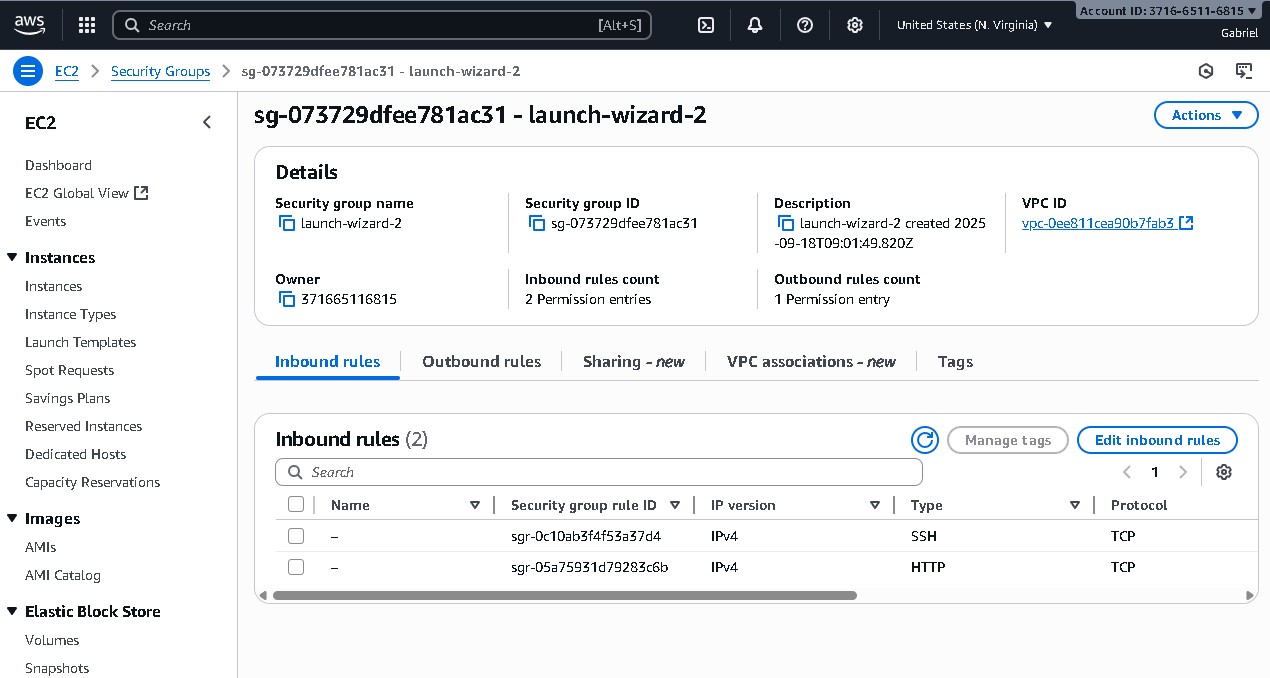 aws
Search [Alt+S]
United States (N. Virginia)
Account ID: 3716-6511-6815
Gabriel
EC2 > Security Groups > sg-073729dfee781ac31 - launch-wizard-2
EC2
Dashboard
EC2 Global View
Events
Instances
Instances
Instance Types
Launch Templates
Spot Requests
Savings Plans
Reserved Instances
Dedicated Hosts
Capacity Reservations
Images
AMIs
AMI Catalog
Elastic Block Store
Volumes
Snapshots
sg-073729dfee781ac31 - launch-wizard-2
Actions
Details
Security group name
launch-wizard-2
Security group ID
sg-073729dfee781ac31
Description
launch-wizard-2 created 2025
-09-18T09:01:49.820Z
VPC ID
vpc-0ee811cea90b7fab3
Owner
371665116815
Inbound rules count
2 Permission entries
Outbound rules count
1 Permission entry
Inbound rules Outbound rules Sharing - new VPC associations - new Tags
Inbound rules (2)
Manage tags
Edit inbound rules
Search
1
Name Security group rule ID IP version Type Protocol
– sgr-0c10ab3f4f53a37d4 IPv4 SSH TCP
– sgr-05a75931d79283c6b IPv4 HTTP TCP